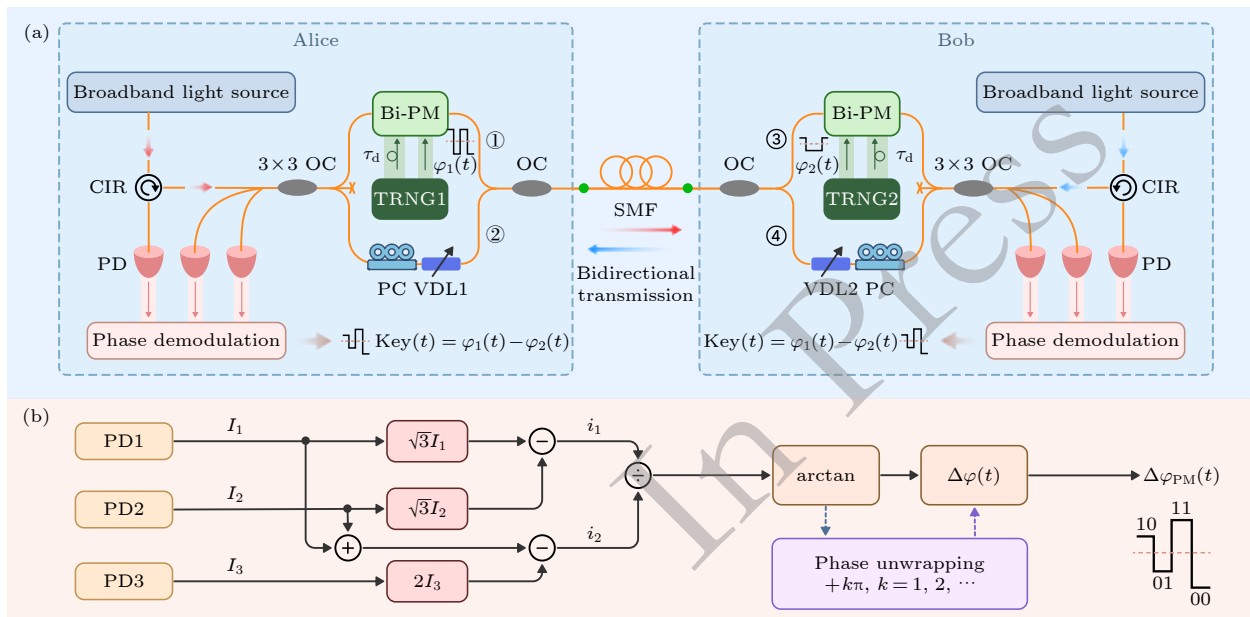 (a)
Alice
Bob
Broadband light source
Bi-PM
①
3×3 OC
τd
φ1(t)
OC
CIR
TRNG1
SMF
②
PD
PC VDL1
Bidirectional
transmission
Phase demodulation
Key(t) = φ1(t)−φ2(t)
Broadband light source
Bi-PM
③
φ2(t)
τd
OC
3×3 OC
CIR
TRNG2
④
VDL2 PC
PD
Key(t) = φ1(t)−φ2(t)
Phase demodulation
In Press
(b)
PD1
I1
√3I1
−
i1
PD2
I2
√3I2
÷
arctan
Δφ(t)
ΔφPM(t)
+
−
i2
PD3
I3
2I3
Phase unwrapping
+kπ, k = 1, 2, ⋯
10
11
01
00